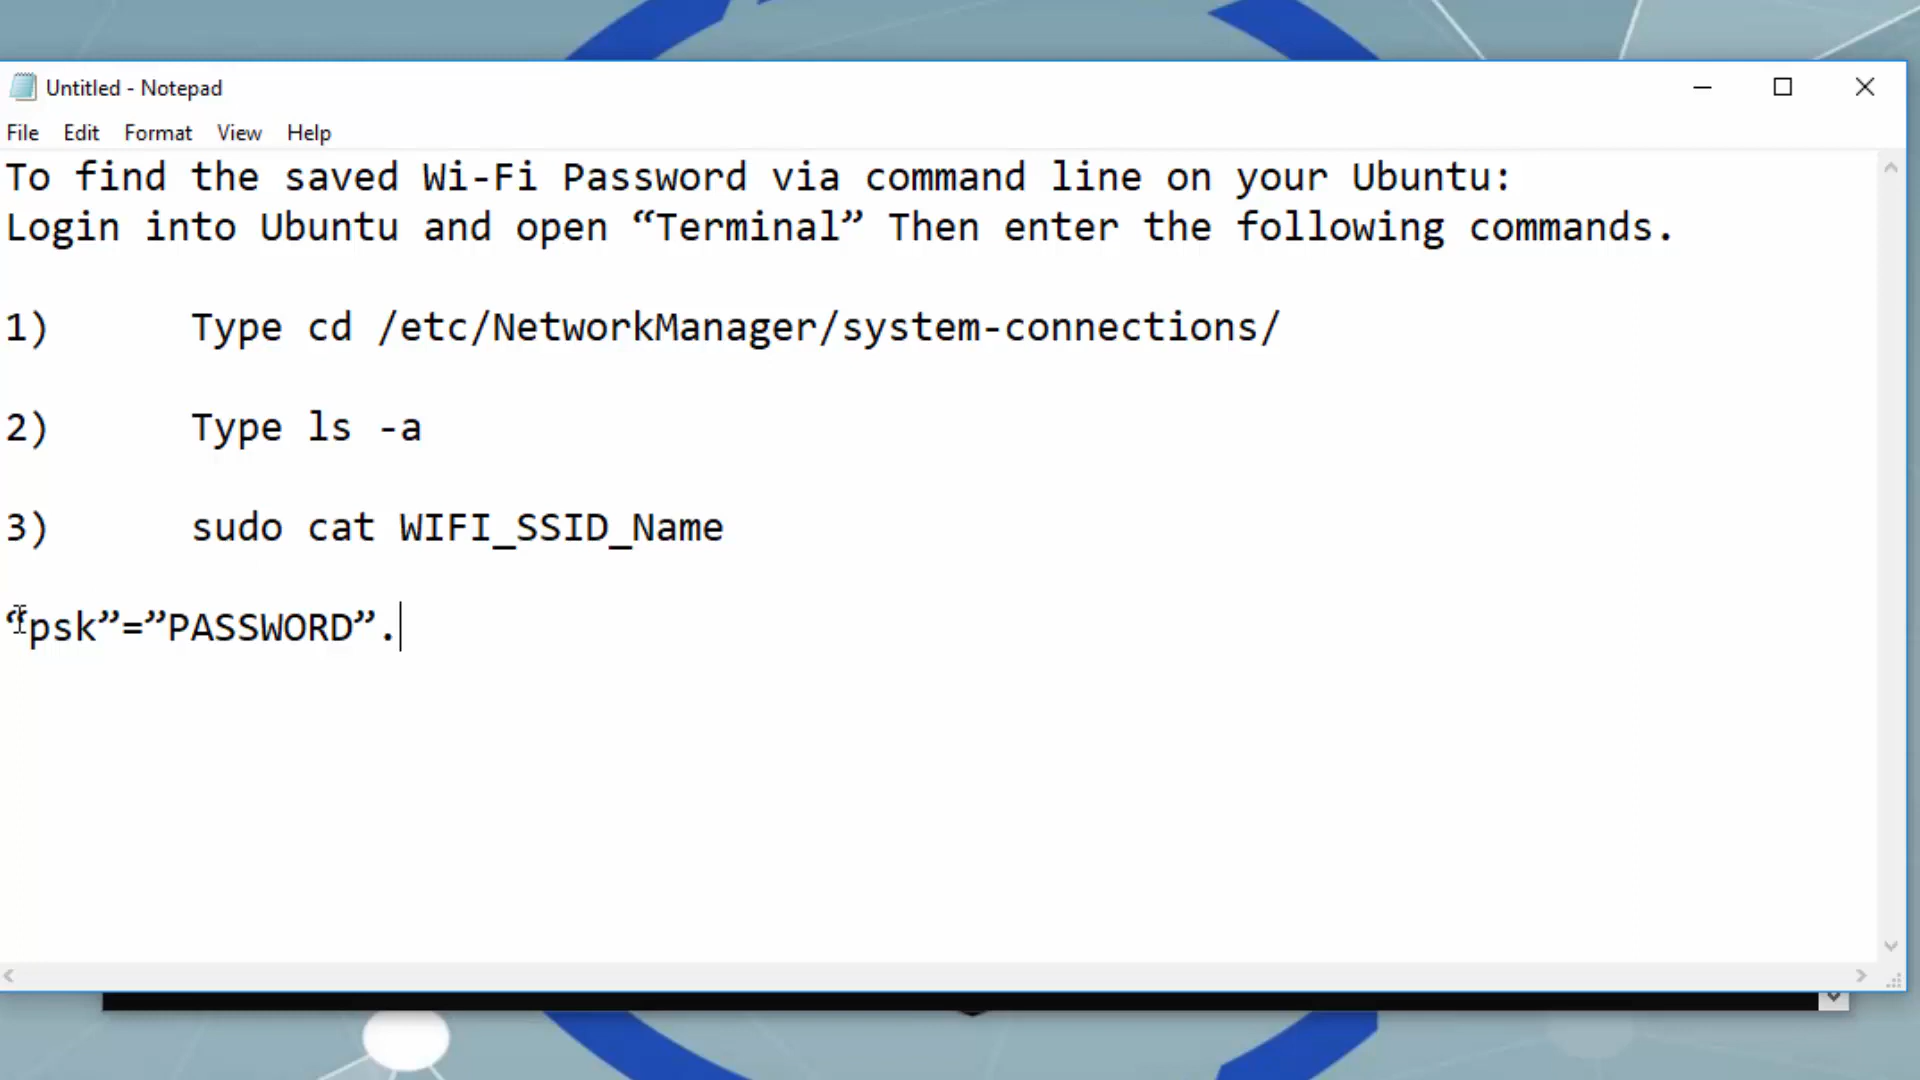 Untitled - Notepad
File Edit Format View Help
To find the saved Wi-Fi Password via command line on your Ubuntu:
Login into Ubuntu and open “Terminal” Then enter the following commands.
1) Type cd /etc/NetworkManager/system-connections/
2) Type ls -a
3) sudo cat WIFI_SSID_Name
“psk”=”PASSWORD”.